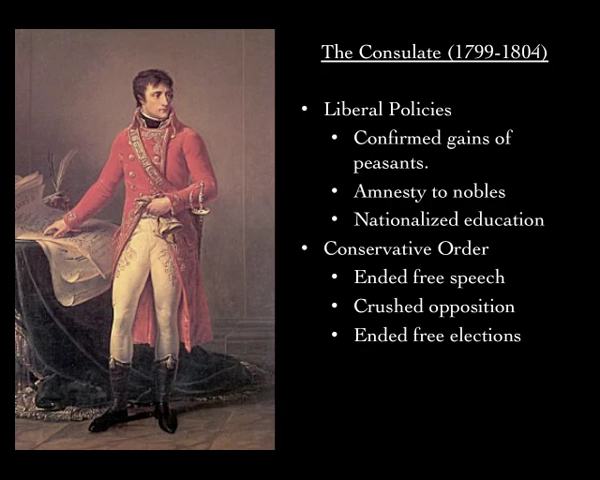 The Consulate (1799-1804)
• Liberal Policies
• Confirmed gains of
peasants.
• Amnesty to nobles
• Nationalized education
• Conservative Order
• Ended free speech
• Crushed opposition
• Ended free elections